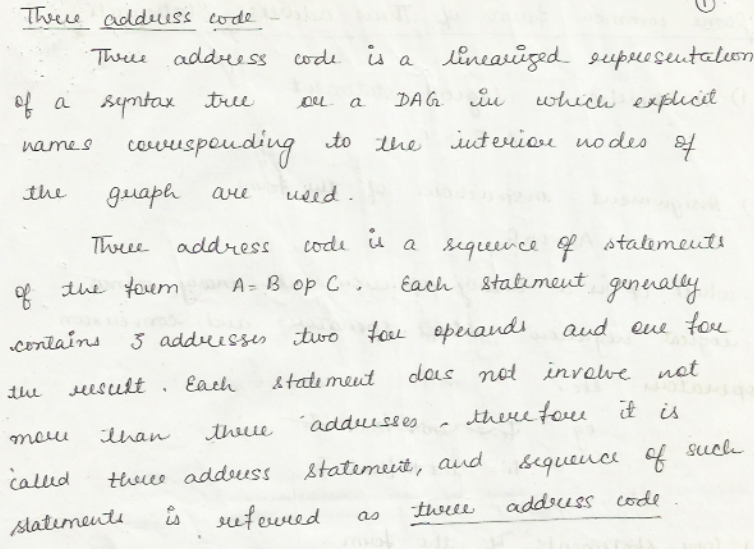 1
Three address code
Three address code is a linearized representation
of a syntax tree or a DAG in which explicit
names corresponding to the interior nodes of
the graph are used.
Three address code is a sequence of statements
of the form A = B op C. Each statement generally
contains 3 addresses two for operands and one for
the result. Each statement does not involve not
more than three addresses. therefore it is
called three address statement, and sequence of such
statements is referred as three address code.